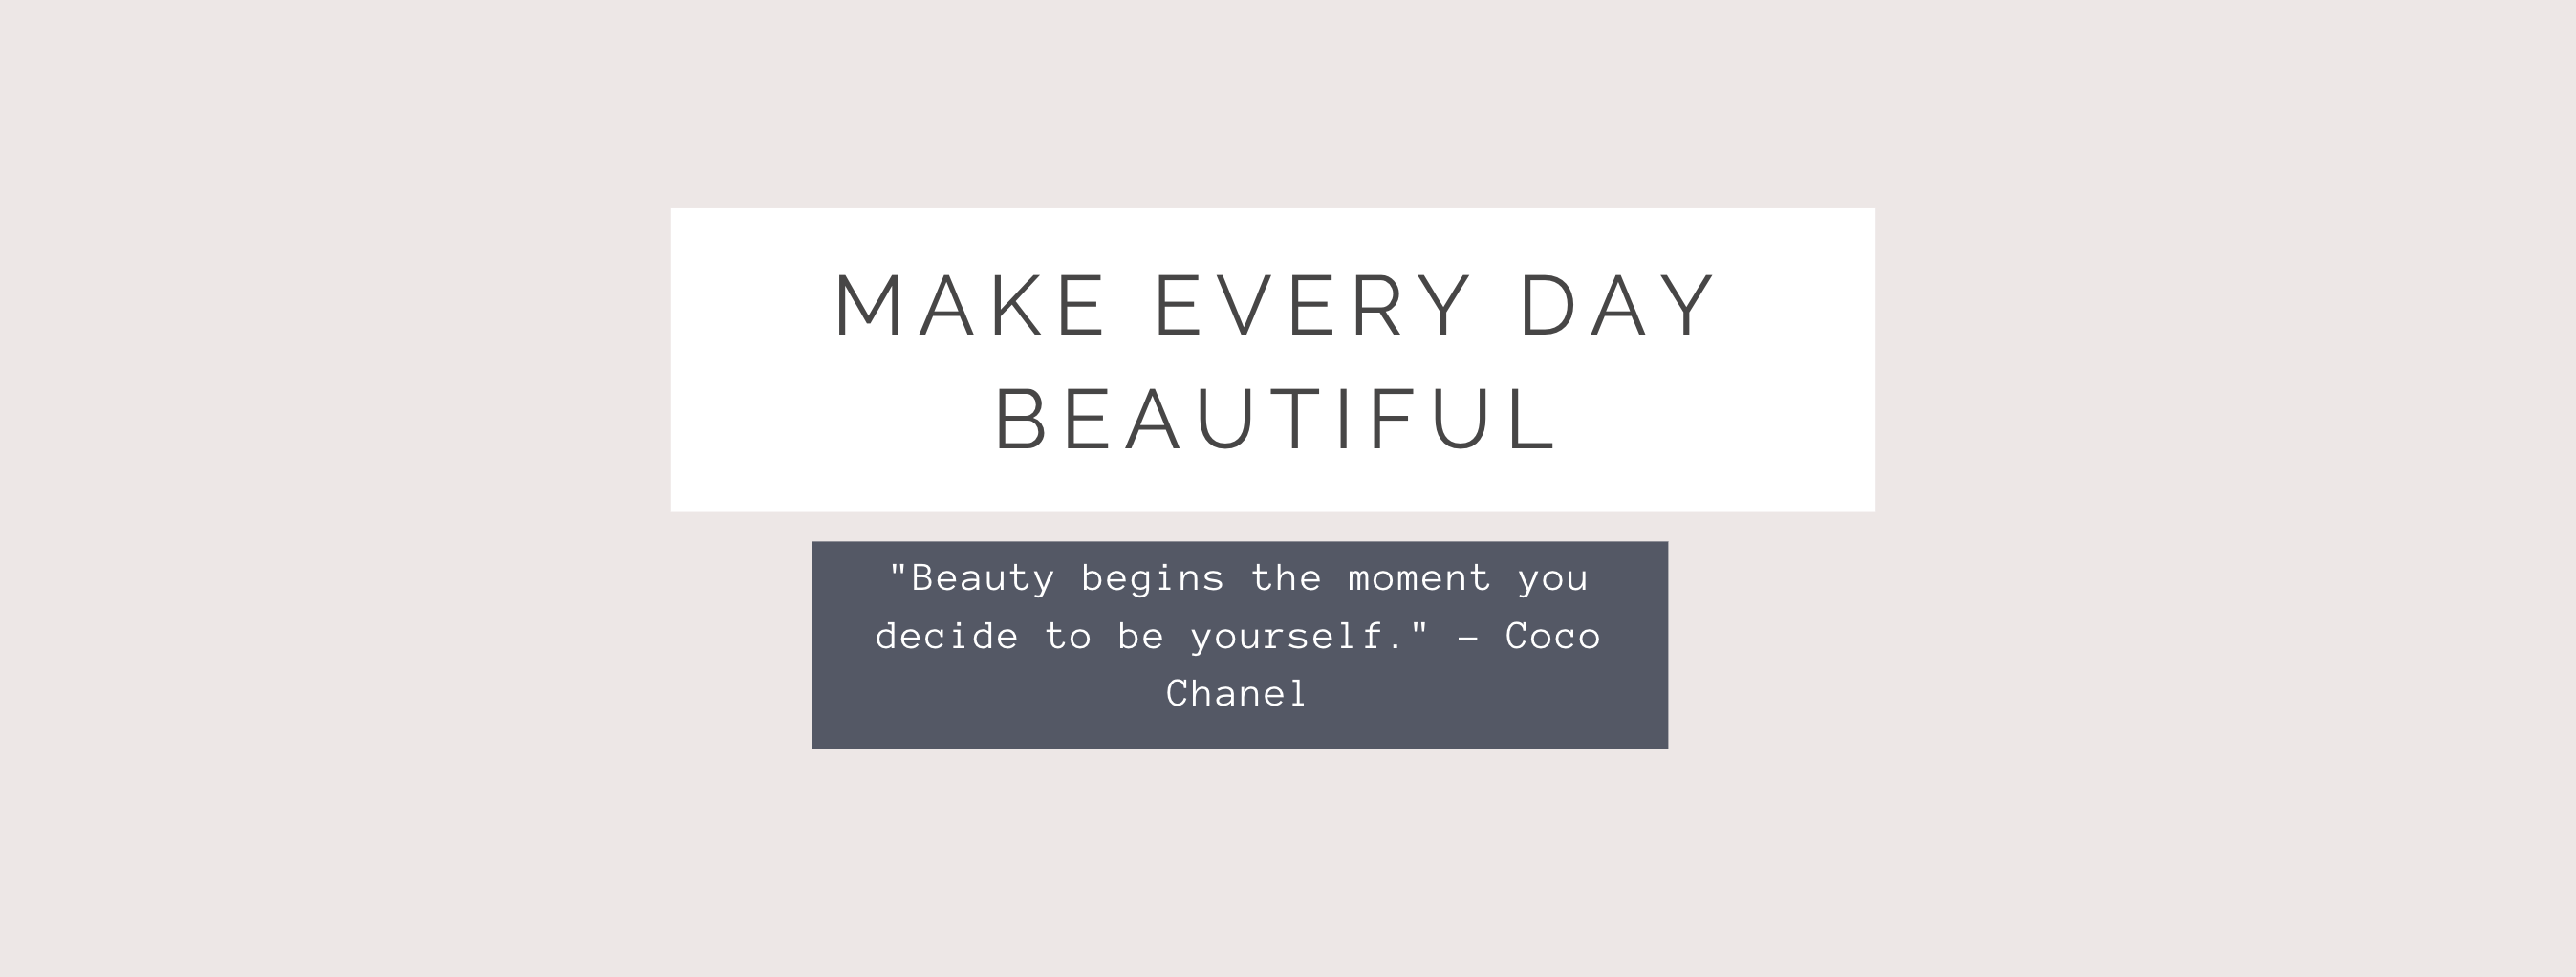 MAKE EVERY DAY
BEAUTIFUL
"Beauty begins the moment you
decide to be yourself." – Coco
Chanel